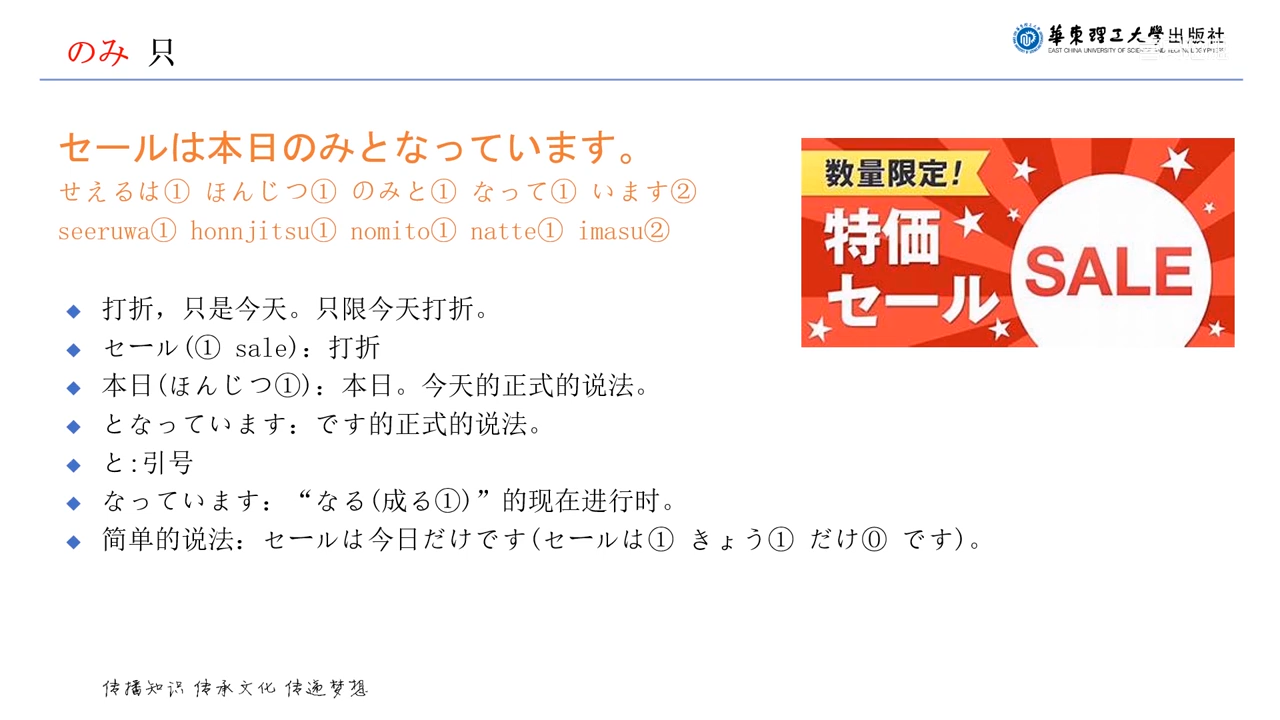 のみ 只
華東理工大學出版社
EAST CHINA UNIVERSITY OF SCIENCE AND TECHNOLOGY PRESS
セールは本日のみとなっています。
せえるは① ほんじつ① のみと① なって① います②
seeruwa① honnjitsu① nomito① natte① imasu②
数量限定!
特価
セール
SALE
打折，只是今天。只限今天打折。
セール(① sale)：打折
本日(ほんじつ①)：本日。今天的正式的说法。
となっています：です的正式的说法。
と:引号
なっています：“なる(成る①)”的现在进行时。
简单的说法：セールは今日だけです(セールは① きょう① だけ⓪ です)。
传播知识 传承文化 传递梦想